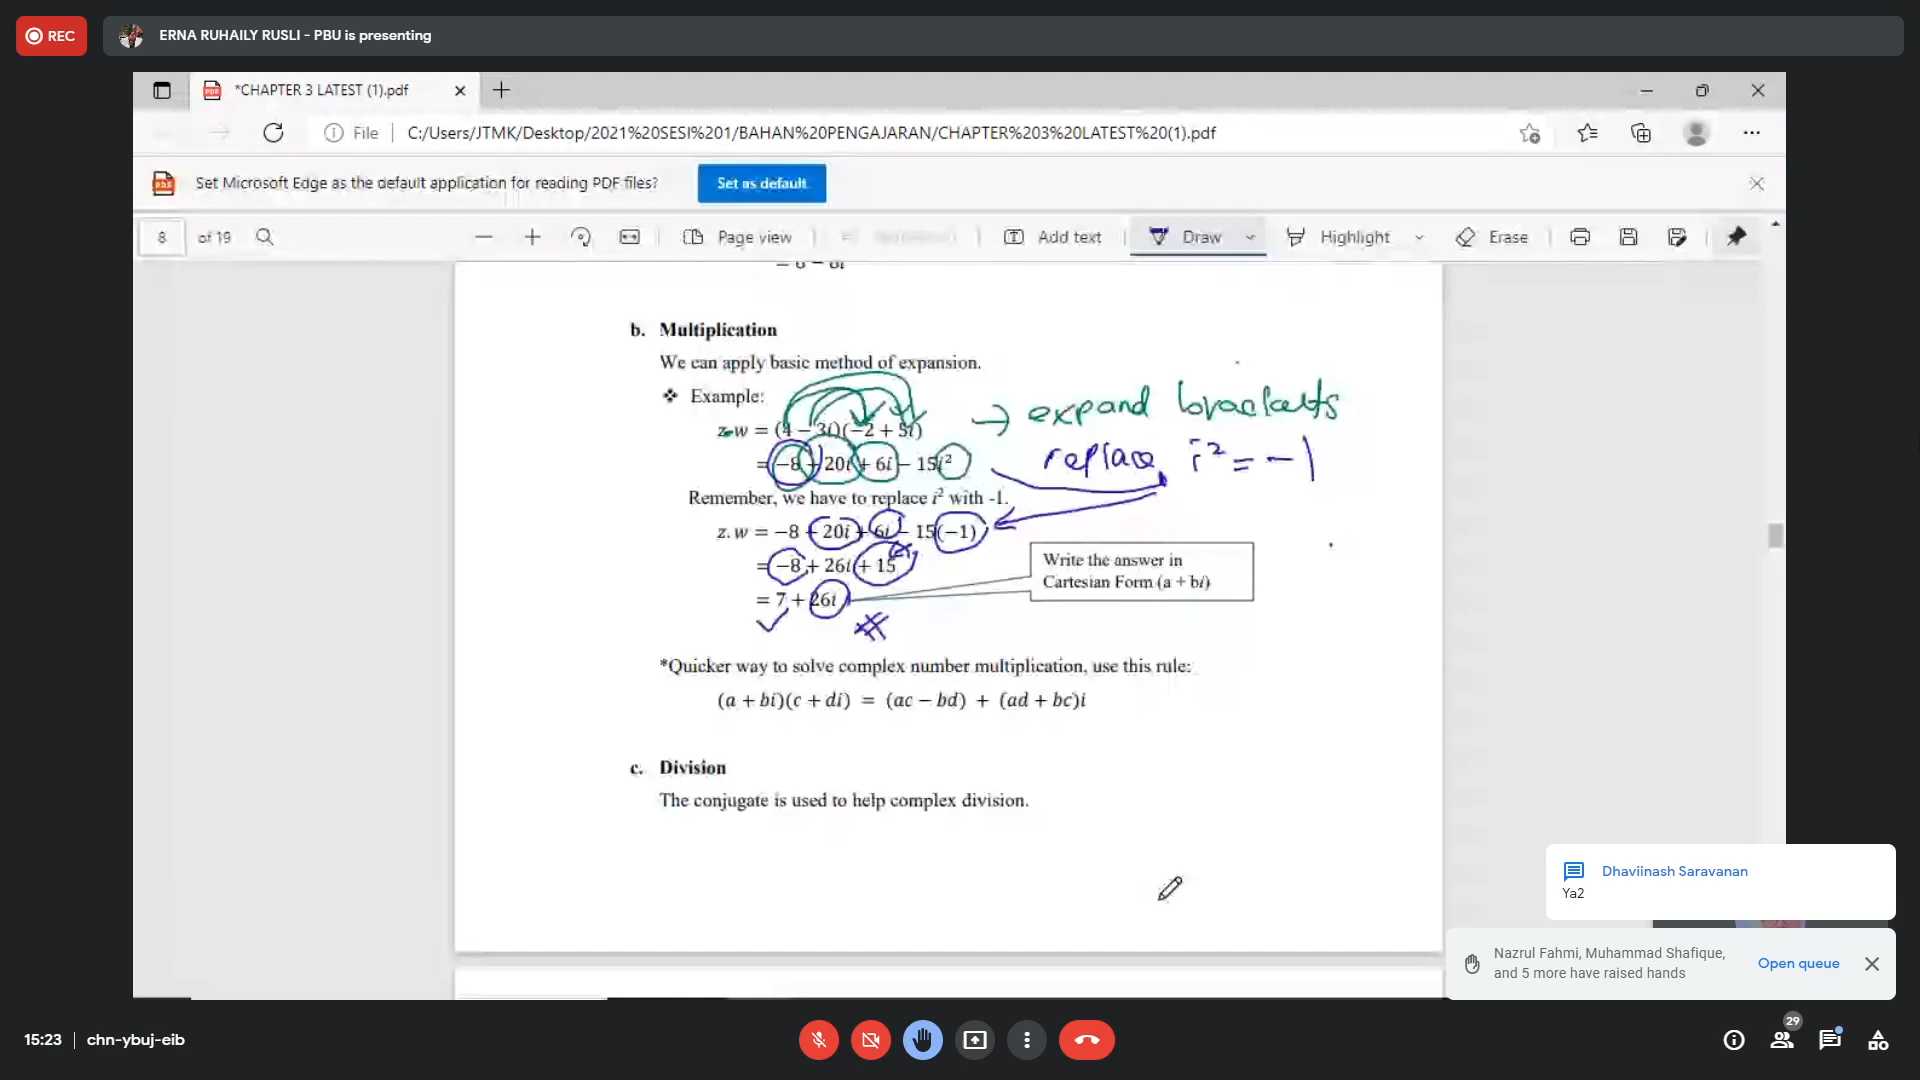 REC
ERNA RUHAILY RUSLI - PBU is presenting
*CHAPTER 3 LATEST (1).pdf
File
C:/Users/JTMK/Desktop/2021%20SESI%201/BAHAN%20PENGAJARAN/CHAPTER%203%20LATEST%20(1).pdf
Set Microsoft Edge as the default application for reading PDF files?
Set as default
8 of 19
Page view
Add text
Draw
Highlight
Erase
b. Multiplication
We can apply basic method of expansion.
❖ Example:
z.w = (4 − 3i)(−2 + 5i)
→ expand brackets
= −8 + 20i + 6i − 15i²
replace i² = −1
Remember, we have to replace i² with -1.
z.w = −8 + 20i + 6i − 15(−1)
= −8 + 26i + 15
= 7 + 26i
Write the answer in
Cartesian Form (a + bi)
*Quicker way to solve complex number multiplication, use this rule:
(a + bi)(c + di) = (ac − bd) + (ad + bc)i
c. Division
The conjugate is used to help complex division.
Dhaviinash Saravanan
Ya2
Nazrul Fahmi, Muhammad Shafique,
and 5 more have raised hands
Open queue
15:23
chn-ybuj-eib
29